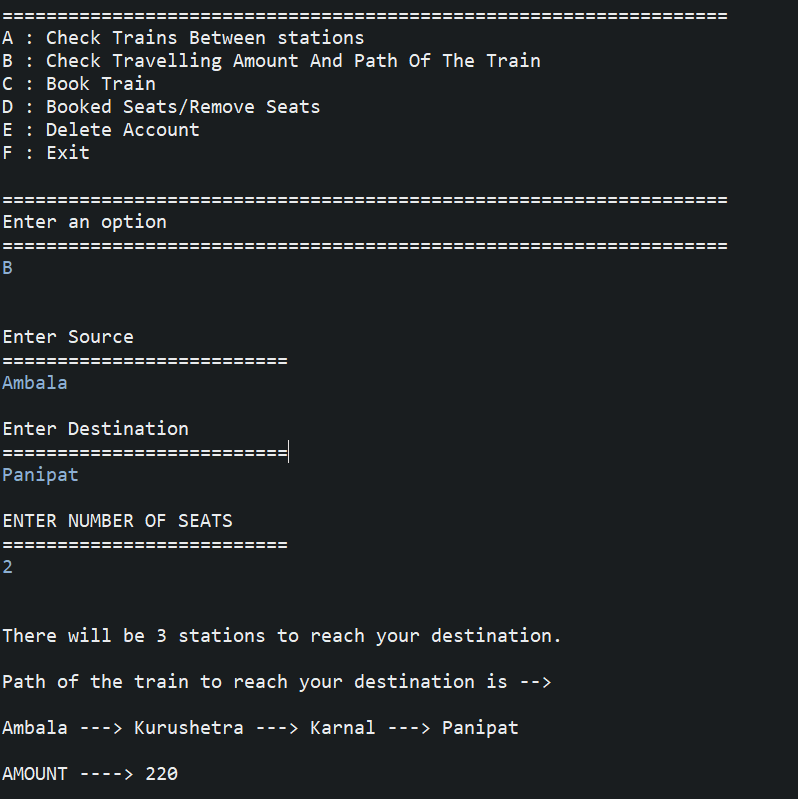 ==================================================================
A : Check Trains Between stations
B : Check Travelling Amount And Path Of The Train
C : Book Train
D : Booked Seats/Remove Seats
E : Delete Account
F : Exit
==================================================================
Enter an option
==================================================================
B
Enter Source
==========================
Ambala
Enter Destination
==========================
Panipat
ENTER NUMBER OF SEATS
==========================
2
There will be 3 stations to reach your destination.
Path of the train to reach your destination is -->
Ambala ---> Kurushetra ---> Karnal ---> Panipat
AMOUNT ----> 220